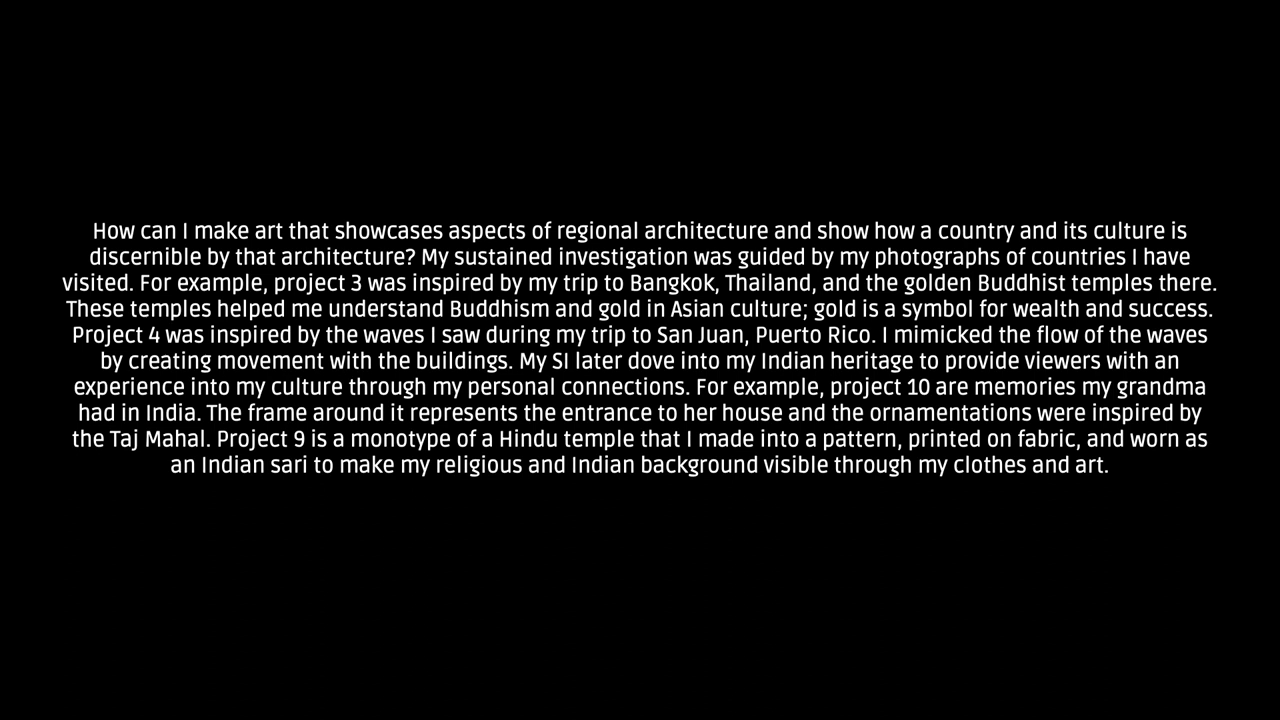 How can I make art that showcases aspects of regional architecture and show how a country and its culture is
discernible by that architecture? My sustained investigation was guided by my photographs of countries I have
visited. For example, project 3 was inspired by my trip to Bangkok, Thailand, and the golden Buddhist temples there.
These temples helped me understand Buddhism and gold in Asian culture; gold is a symbol for wealth and success.
Project 4 was inspired by the waves I saw during my trip to San Juan, Puerto Rico. I mimicked the flow of the waves
by creating movement with the buildings. My SI later dove into my Indian heritage to provide viewers with an
experience into my culture through my personal connections. For example, project 10 are memories my grandma
had in India. The frame around it represents the entrance to her house and the ornamentations were inspired by
the Taj Mahal. Project 9 is a monotype of a Hindu temple that I made into a pattern, printed on fabric, and worn as
an Indian sari to make my religious and Indian background visible through my clothes and art.